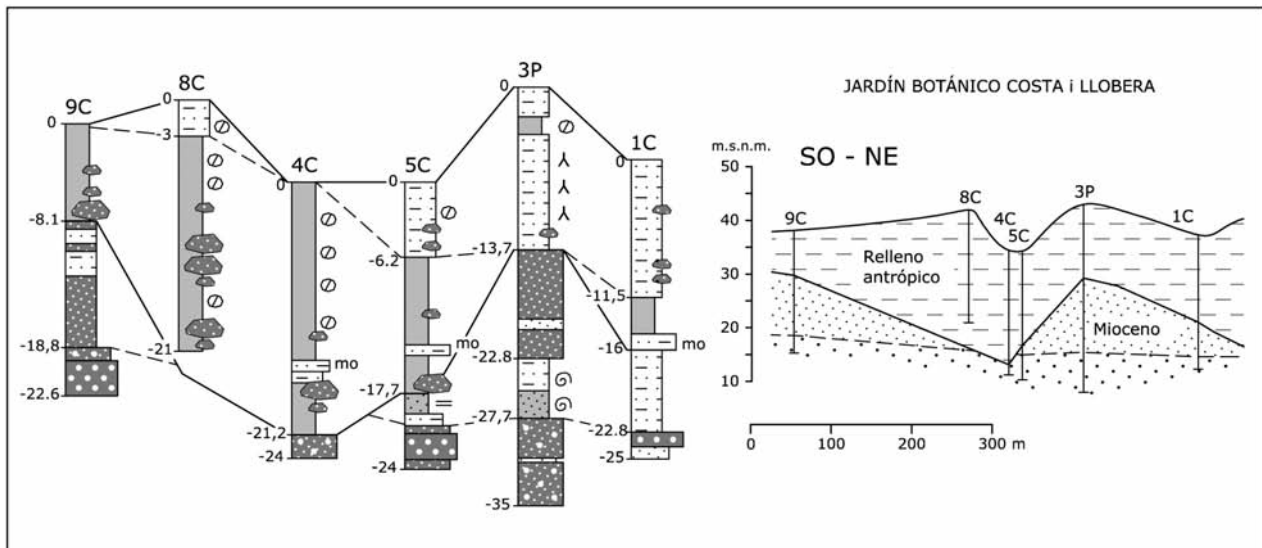 9C
0
-8.1
-18,8
-22.6
8C
0
-3
-21
4C
0
mo
-21,2
-24
5C
0
-6.2
mo
-17,7
-24
3P
0
-13,7
-22.8
-27,7
-35
1C
0
-11,5
-16
mo
-22.8
-25
JARDÍN BOTÁNICO COSTA i LLOBERA
m.s.n.m.
SO - NE
50
40
30
20
10
9C
8C
4C
5C
3P
1C
Relleno
antrópico
Mioceno
0
100
200
300 m